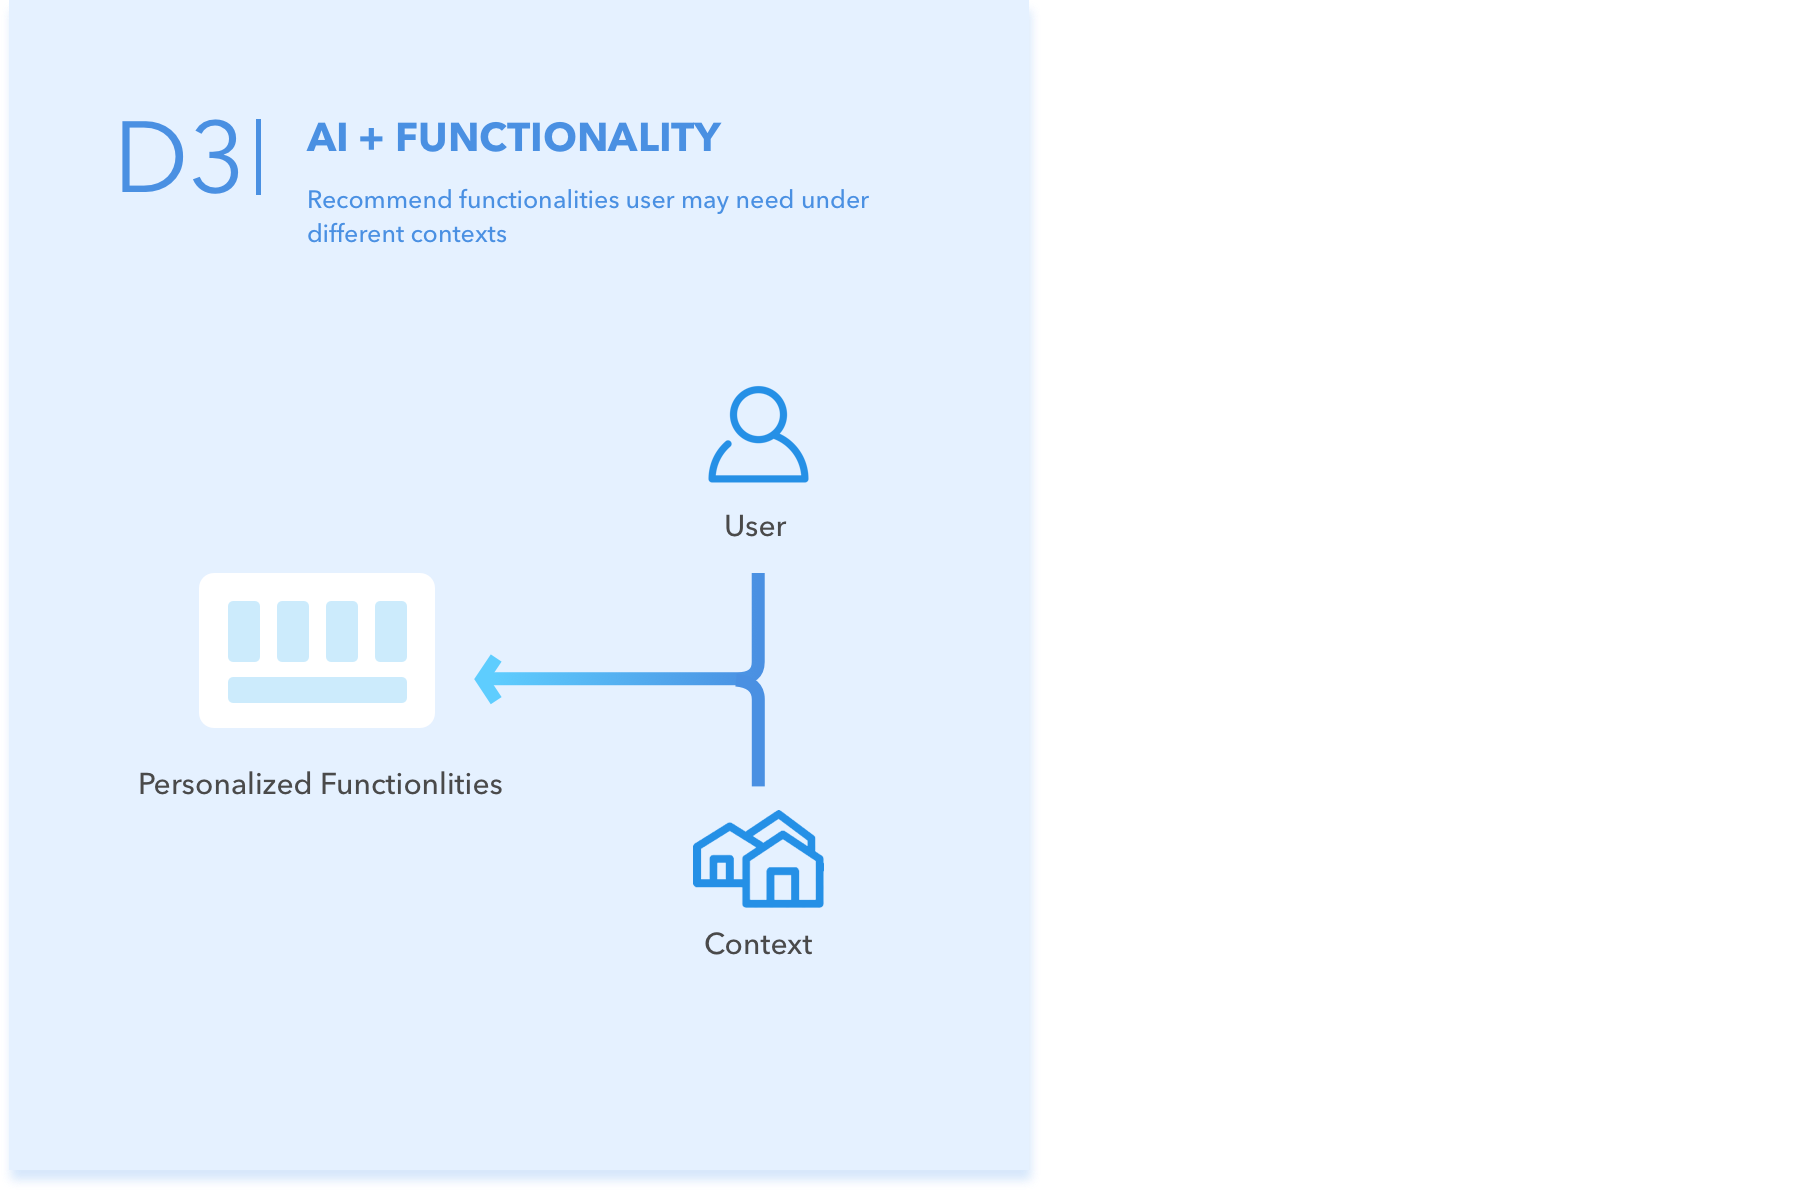 D3
AI + FUNCTIONALITY
Recommend functionalities user may need under
different contexts
User
Personalized Functionlities
Context